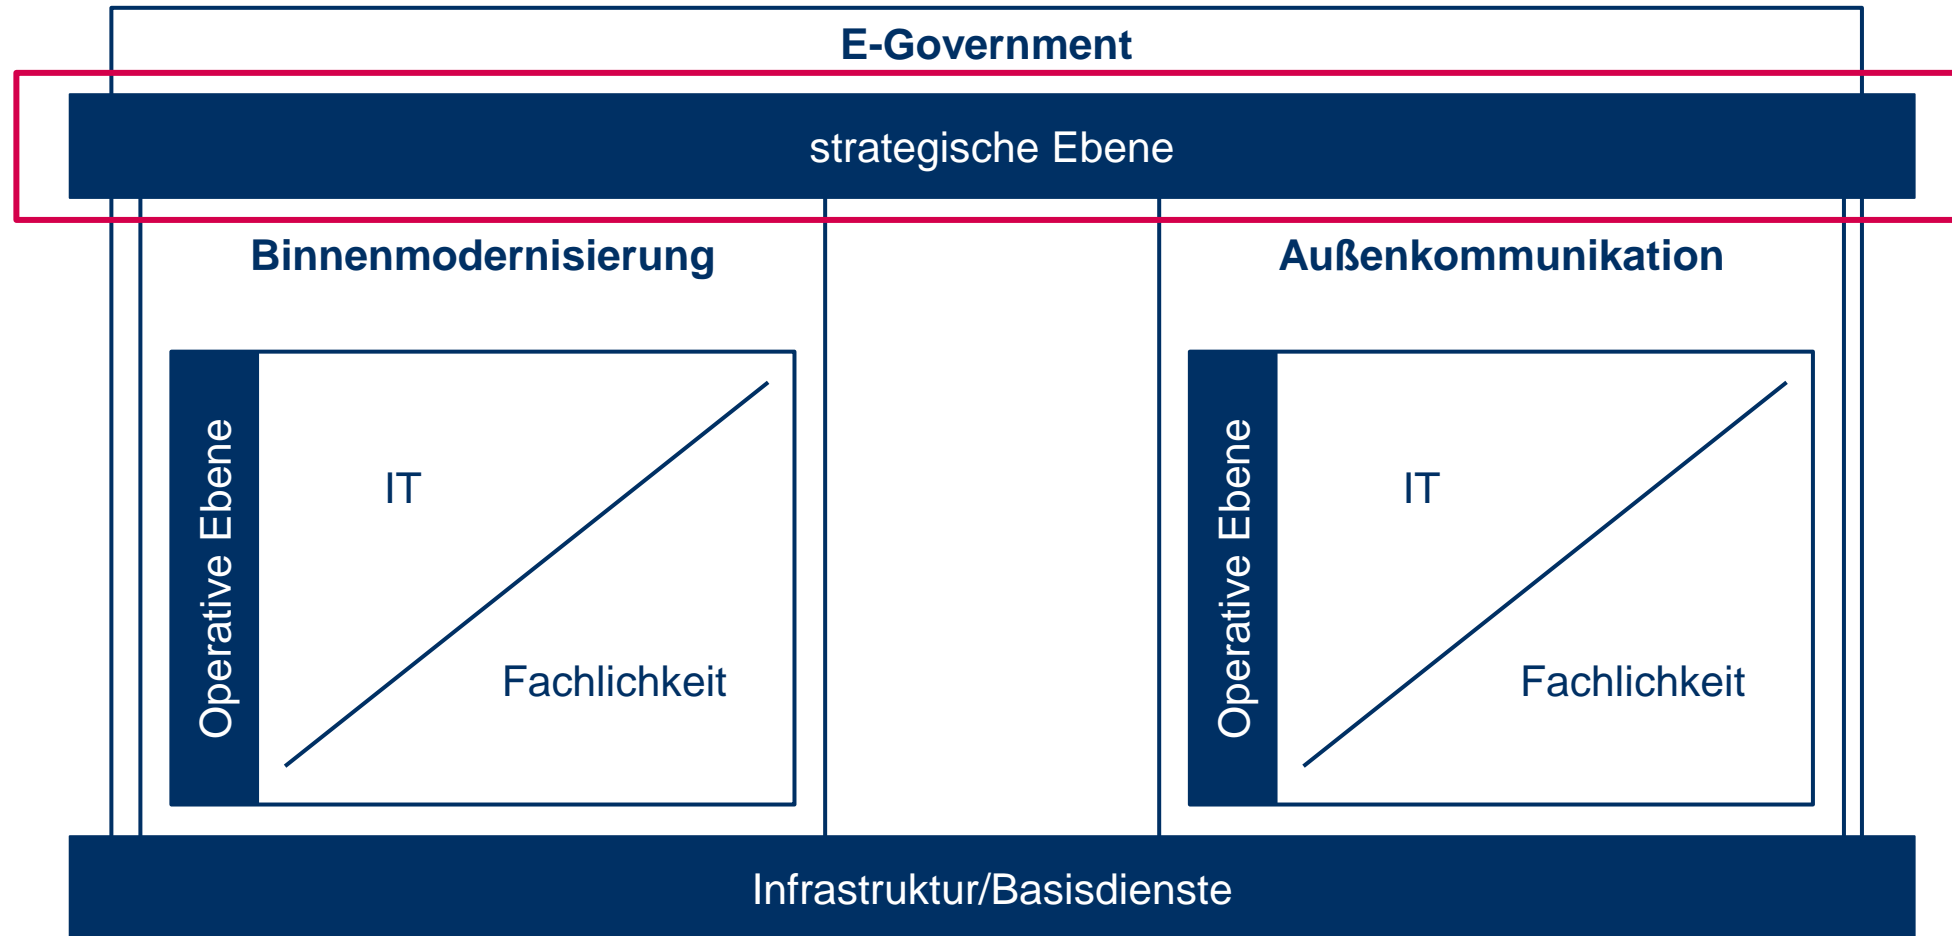 E-Government
strategische Ebene
Binnenmodernisierung
Außenkommunikation
Operative Ebene
IT
Fachlichkeit
Operative Ebene
IT
Fachlichkeit
Infrastruktur/Basisdienste